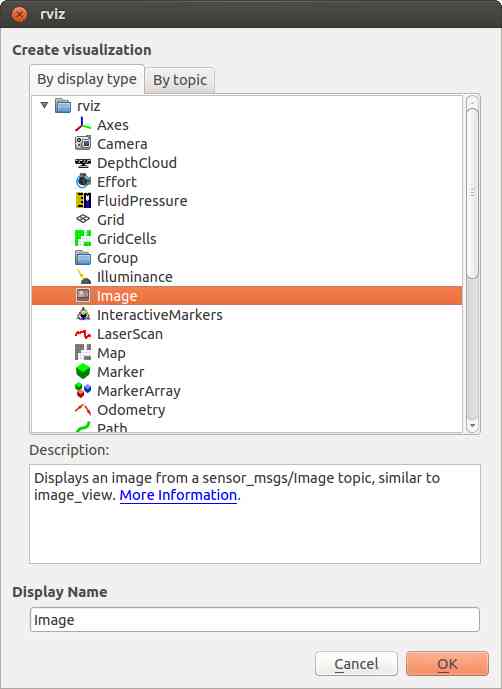 rviz
Create visualization
By display type
By topic
rviz
Axes
Camera
DepthCloud
Effort
FluidPressure
Grid
GridCells
Group
Illuminance
Image
InteractiveMarkers
LaserScan
Map
Marker
MarkerArray
Odometry
Path
Description:
Displays an image from a sensor_msgs/Image topic, similar to
image_view. More Information.
Display Name
Image
Cancel
OK